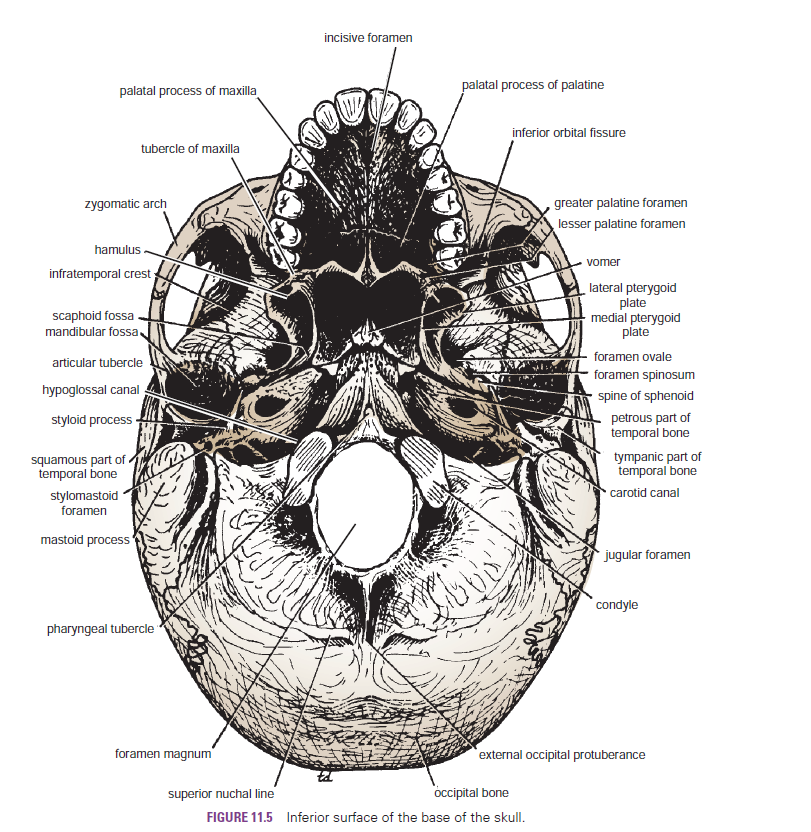 incisive foramen
palatal process of maxilla
palatal process of palatine
inferior orbital fissure
tubercle of maxilla
zygomatic arch
greater palatine foramen
lesser palatine foramen
hamulus
vomer
infratemporal crest
lateral pterygoid
plate
scaphoid fossa
medial pterygoid
plate
mandibular fossa
foramen ovale
articular tubercle
foramen spinosum
hypoglossal canal
spine of sphenoid
styloid process
petrous part of
temporal bone
squamous part of
temporal bone
tympanic part of
temporal bone
stylomastoid
foramen
carotid canal
mastoid process
jugular foramen
condyle
pharyngeal tubercle
foramen magnum
external occipital protuberance
superior nuchal line
occipital bone
td
FIGURE 11.5 Inferior surface of the base of the skull.